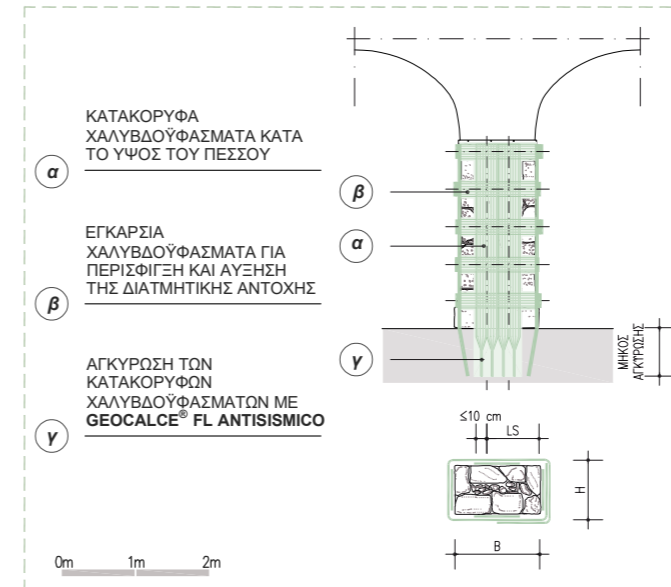 ΚΑΤΑΚΟΡΥΦΑ
ΧΑΛΥΒΔΟΫΦΑΣΜΑΤΑ ΚΑΤΑ
ΤΟ ΥΨΟΣ ΤΟΥ ΠΕΣΣΟΥ
α
ΕΓΚΑΡΣΙΑ
ΧΑΛΥΒΔΟΫΦΑΣΜΑΤΑ ΓΙΑ
ΠΕΡΙΣΦΙΓΞΗ ΚΑΙ ΑΥΞΗΣΗ
ΤΗΣ ΔΙΑΤΜΗΤΙΚΗΣ ΑΝΤΟΧΗΣ
β
ΑΓΚΥΡΩΣΗ ΤΩΝ
ΚΑΤΑΚΟΡΥΦΩΝ
ΧΑΛΥΒΔΟΫΦΑΣΜΑΤΩΝ ΜΕ
GEOCALCE® FL ANTISISMICO
γ
0m 1m 2m
β
α
γ
ΜΗΚΟΣ
ΑΓΚΥΡΩΣΗΣ
≤10 cm
LS
H
B